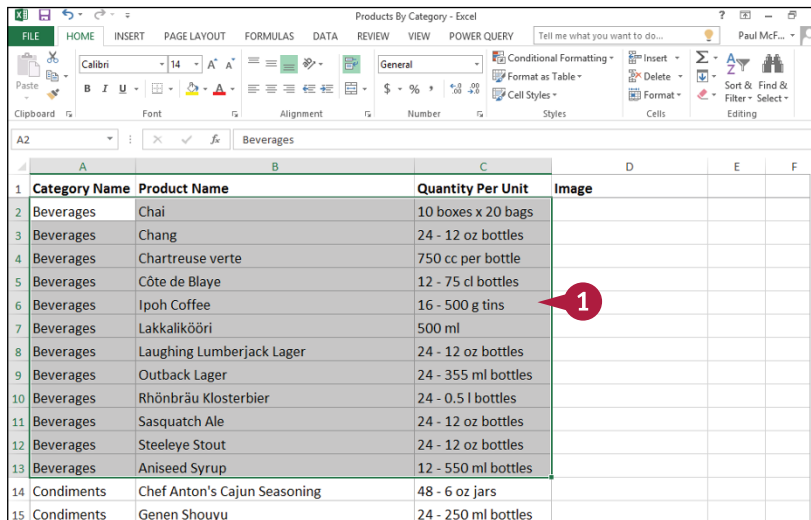 Products By Category - Excel
FILE HOME INSERT PAGE LAYOUT FORMULAS DATA REVIEW VIEW POWER QUERY Tell me what you want to do... Paul McF...
Paste
Calibri 14 A A General Conditional Formatting Insert
B I U A $ % , Format as Table Delete
Cell Styles Format
Sort & Filter Find & Select
Clipboard Font Alignment Number Styles Cells Editing
A2 fx Beverages
A B C D E F
1 Category Name Product Name Quantity Per Unit Image
2 Beverages Chai 10 boxes x 20 bags
3 Beverages Chang 24 - 12 oz bottles
4 Beverages Chartreuse verte 750 cc per bottle
5 Beverages Côte de Blaye 12 - 75 cl bottles
6 Beverages Ipoh Coffee 16 - 500 g tins 1
7 Beverages Lakkalikööri 500 ml
8 Beverages Laughing Lumberjack Lager 24 - 12 oz bottles
9 Beverages Outback Lager 24 - 355 ml bottles
10 Beverages Rhönbräu Klosterbier 24 - 0.5 l bottles
11 Beverages Sasquatch Ale 24 - 12 oz bottles
12 Beverages Steeleye Stout 24 - 12 oz bottles
13 Beverages Aniseed Syrup 12 - 550 ml bottles
14 Condiments Chef Anton's Cajun Seasoning 48 - 6 oz jars
15 Condiments Genen Shouyu 24 - 250 ml bottles